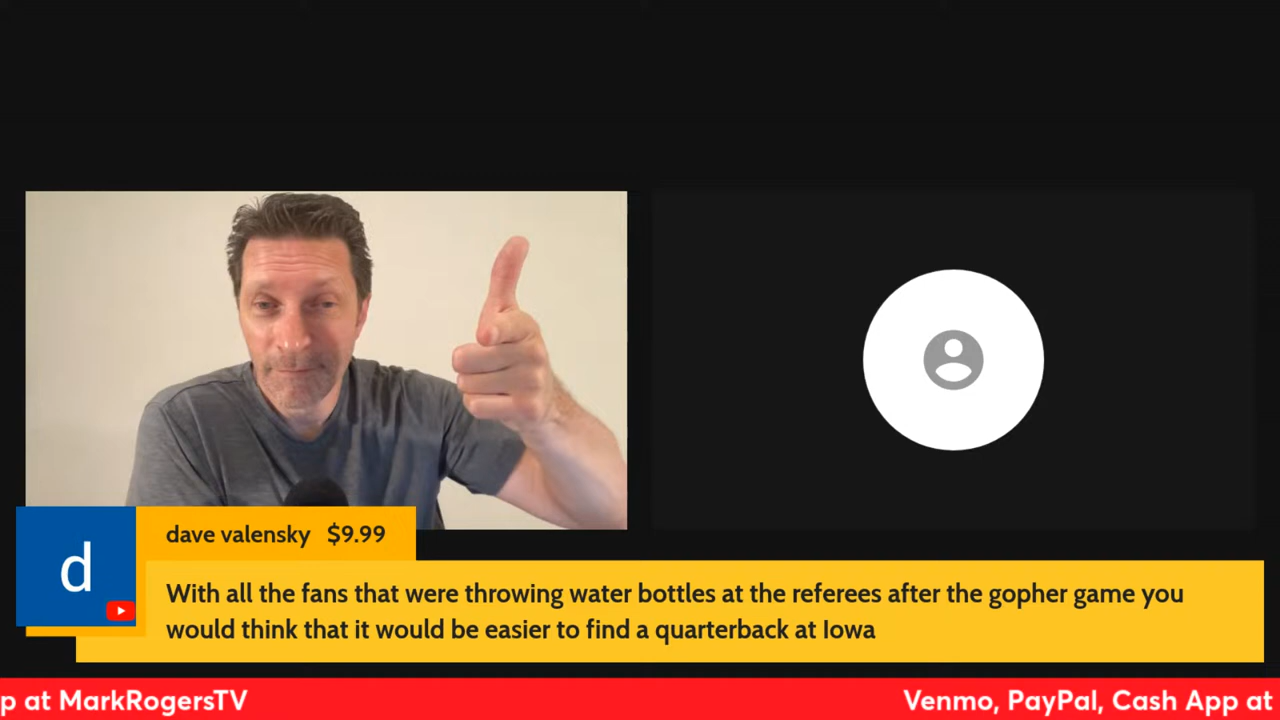 d
dave valensky $9.99
With all the fans that were throwing water bottles at the referees after the gopher game you
would think that it would be easier to find a quarterback at Iowa
p at MarkRogersTV
Venmo, PayPal, Cash App at